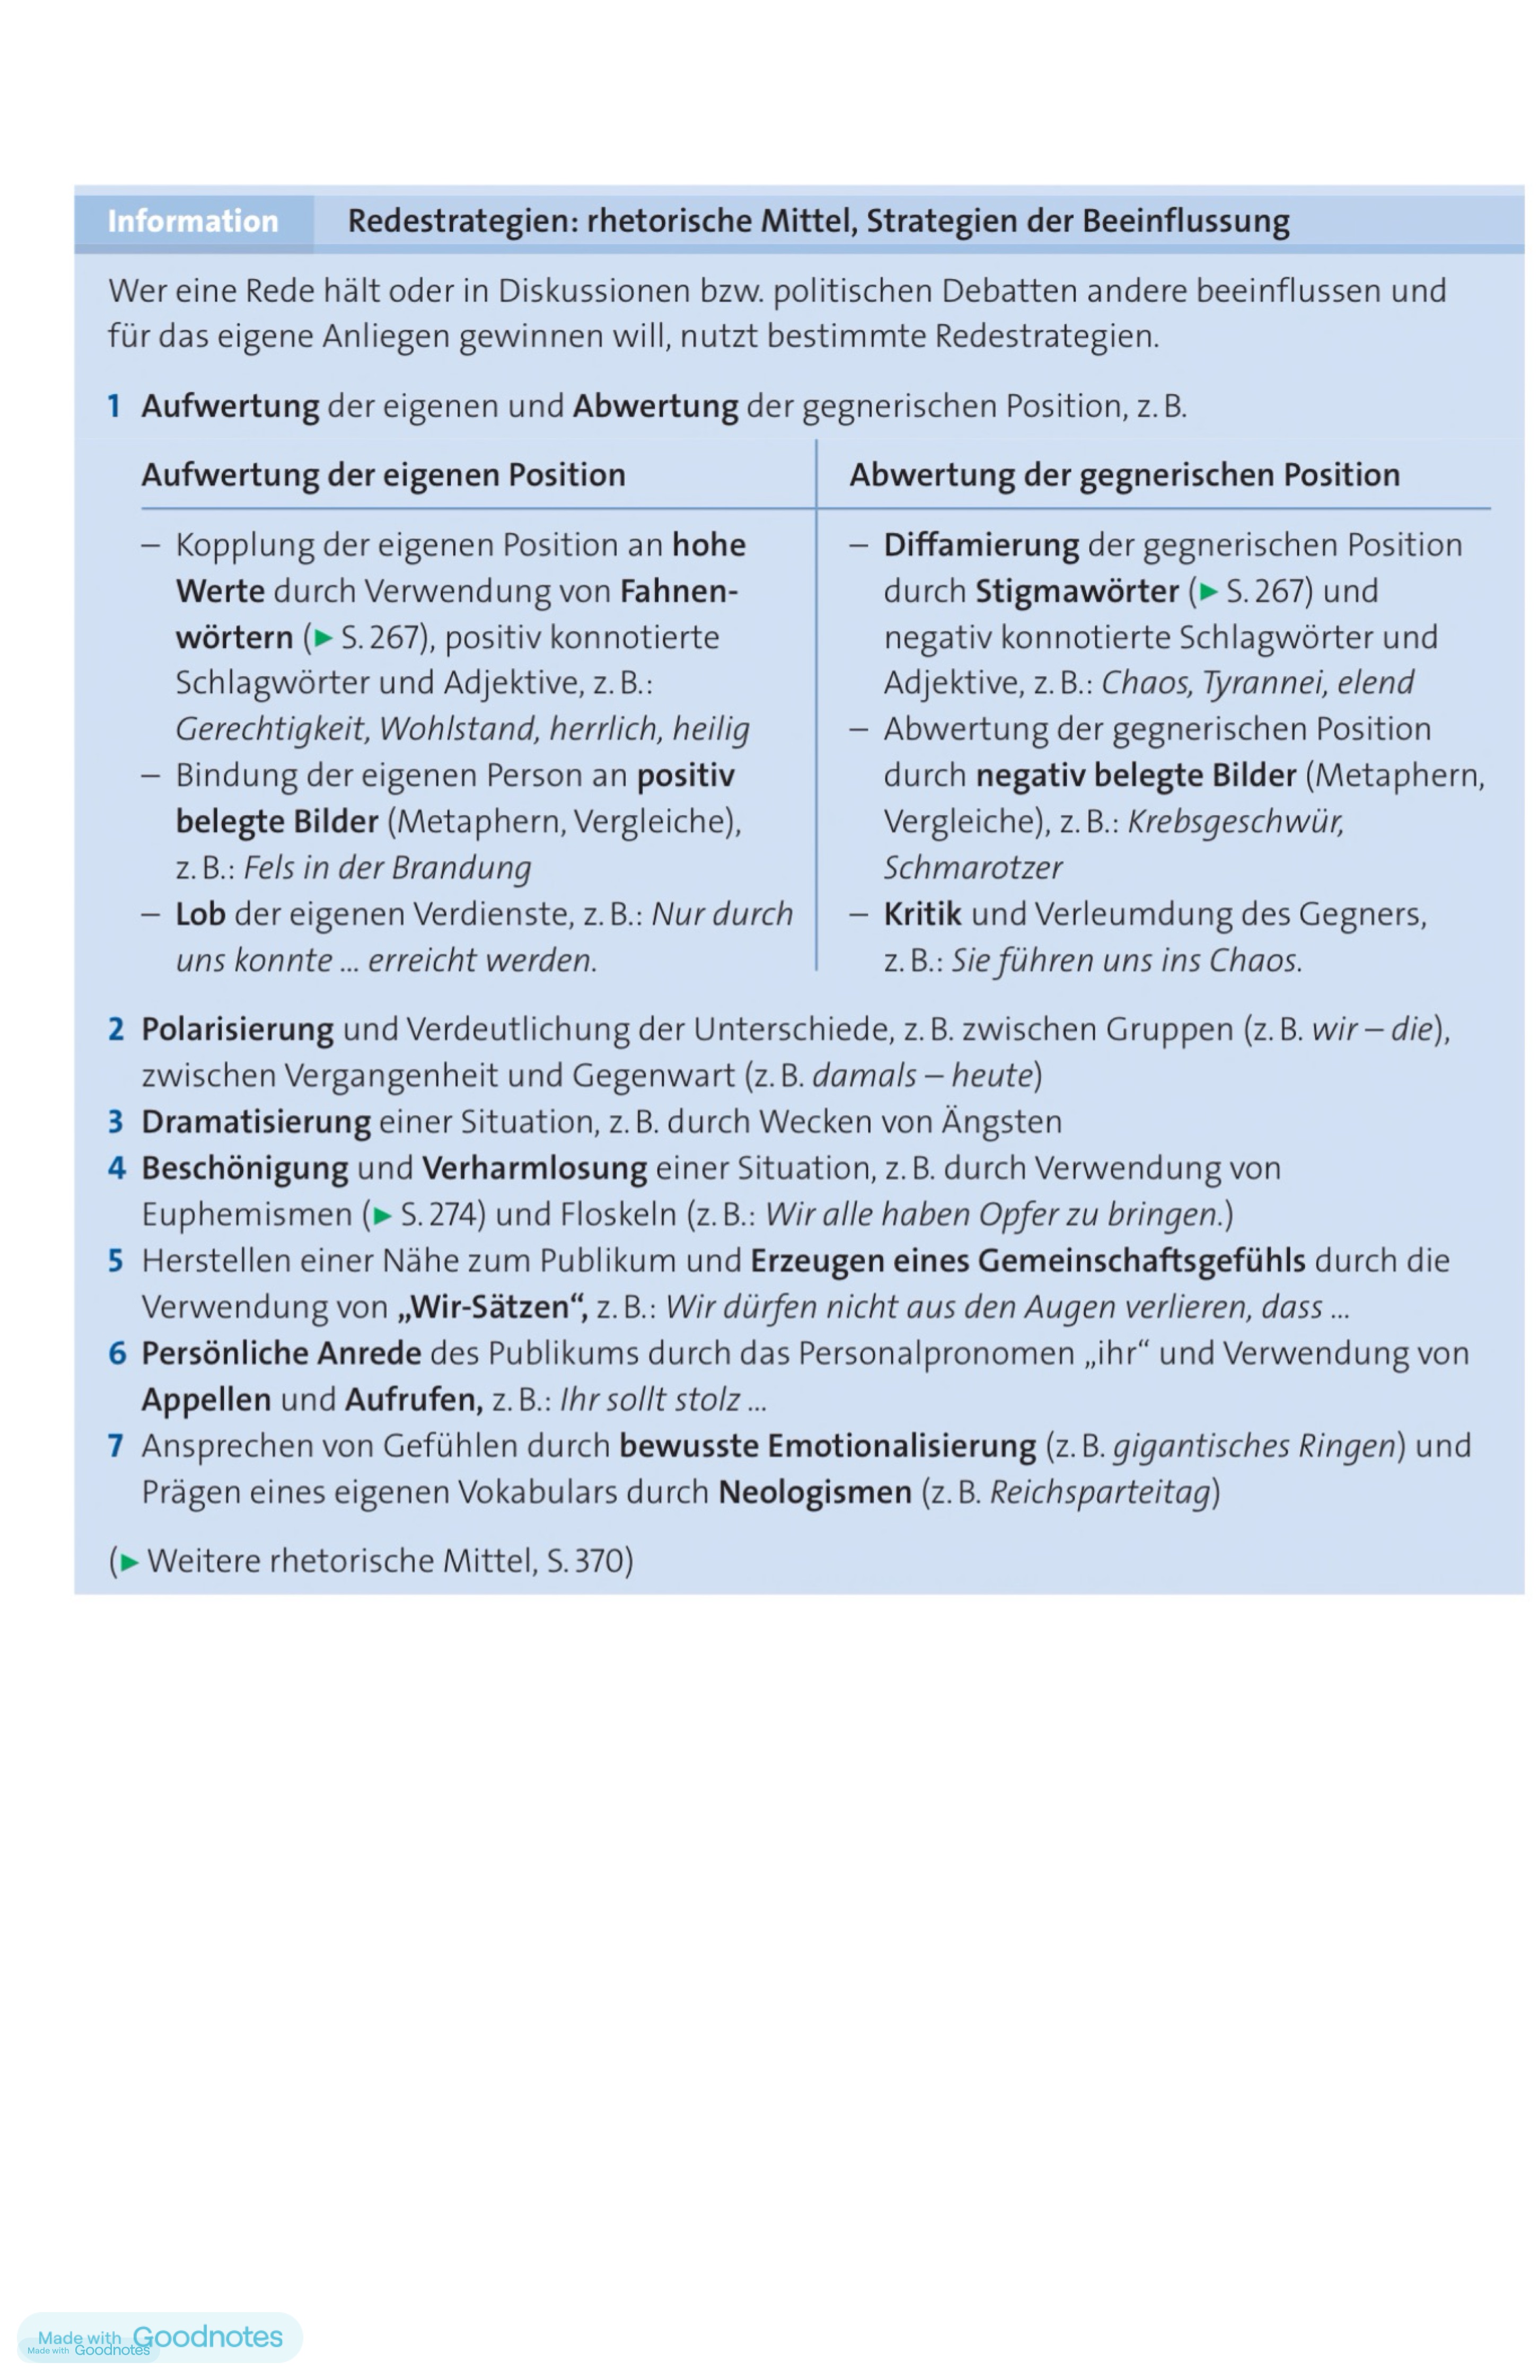 Information Redestrategien: rhetorische Mittel, Strategien der Beeinflussung
Wer eine Rede hält oder in Diskussionen bzw. politischen Debatten andere beeinflussen und
für das eigene Anliegen gewinnen will, nutzt bestimmte Redestrategien.
1 Aufwertung der eigenen und Abwertung der gegnerischen Position, z. B.
Aufwertung der eigenen Position
– Kopplung der eigenen Position an hohe
Werte durch Verwendung von Fahnen-
wörtern (► S. 267), positiv konnotierte
Schlagwörter und Adjektive, z. B.:
Gerechtigkeit, Wohlstand, herrlich, heilig
– Bindung der eigenen Person an positiv
belegte Bilder (Metaphern, Vergleiche),
z. B.: Fels in der Brandung
– Lob der eigenen Verdienste, z. B.: Nur durch
uns konnte ... erreicht werden.
Abwertung der gegnerischen Position
– Diffamierung der gegnerischen Position
durch Stigmawörter (► S. 267) und
negativ konnotierte Schlagwörter und
Adjektive, z. B.: Chaos, Tyrannei, elend
– Abwertung der gegnerischen Position
durch negativ belegte Bilder (Metaphern,
Vergleiche), z. B.: Krebsgeschwür,
Schmarotzer
– Kritik und Verleumdung des Gegners,
z. B.: Sie führen uns ins Chaos.
2 Polarisierung und Verdeutlichung der Unterschiede, z. B. zwischen Gruppen (z. B. wir – die),
zwischen Vergangenheit und Gegenwart (z. B. damals – heute)
3 Dramatisierung einer Situation, z. B. durch Wecken von Ängsten
4 Beschönigung und Verharmlosung einer Situation, z. B. durch Verwendung von
Euphemismen (► S. 274) und Floskeln (z. B.: Wir alle haben Opfer zu bringen.)
5 Herstellen einer Nähe zum Publikum und Erzeugen eines Gemeinschaftsgefühls durch die
Verwendung von „Wir-Sätzen“, z. B.: Wir dürfen nicht aus den Augen verlieren, dass ...
6 Persönliche Anrede des Publikums durch das Personalpronomen „ihr“ und Verwendung von
Appellen und Aufrufen, z. B.: Ihr sollt stolz ...
7 Ansprechen von Gefühlen durch bewusste Emotionalisierung (z. B. gigantisches Ringen) und
Prägen eines eigenen Vokabulars durch Neologismen (z. B. Reichsparteitag)
(► Weitere rhetorische Mittel, S. 370)
Made with Goodnotes
Made with Goodnotes